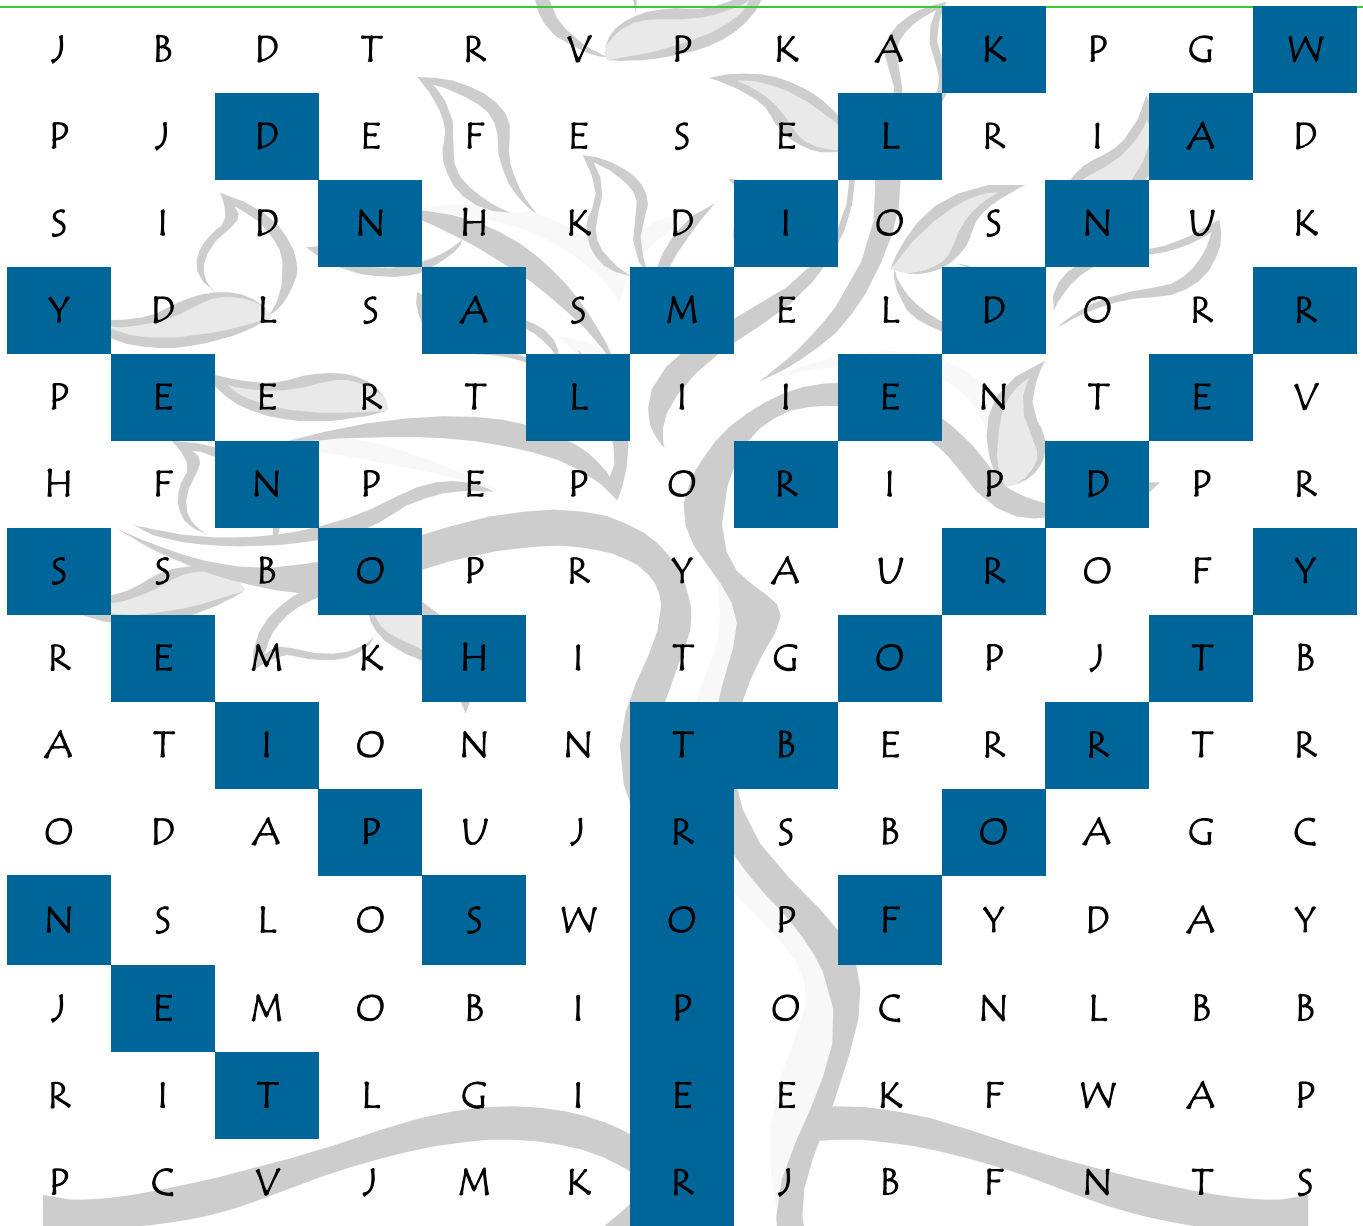 J B D T R V P K A K P G W
P J D E F E S E L R I A D
S I D N H K D I O S N U K
Y D L S A S M E L D O R R
P E E R T L I I E N T E V
H F N P E P O R I P D P R
S S B O P R Y A U R O F Y
R E M K H I T G O P J T B
A T I O N N T B E R R T R
O D A P U J R S B O A G C
N S L O S W O P F Y D A Y
J E M O B I P O C N L B B
R I T L G I E E K F W A P
P C V J M K R J B F N T S